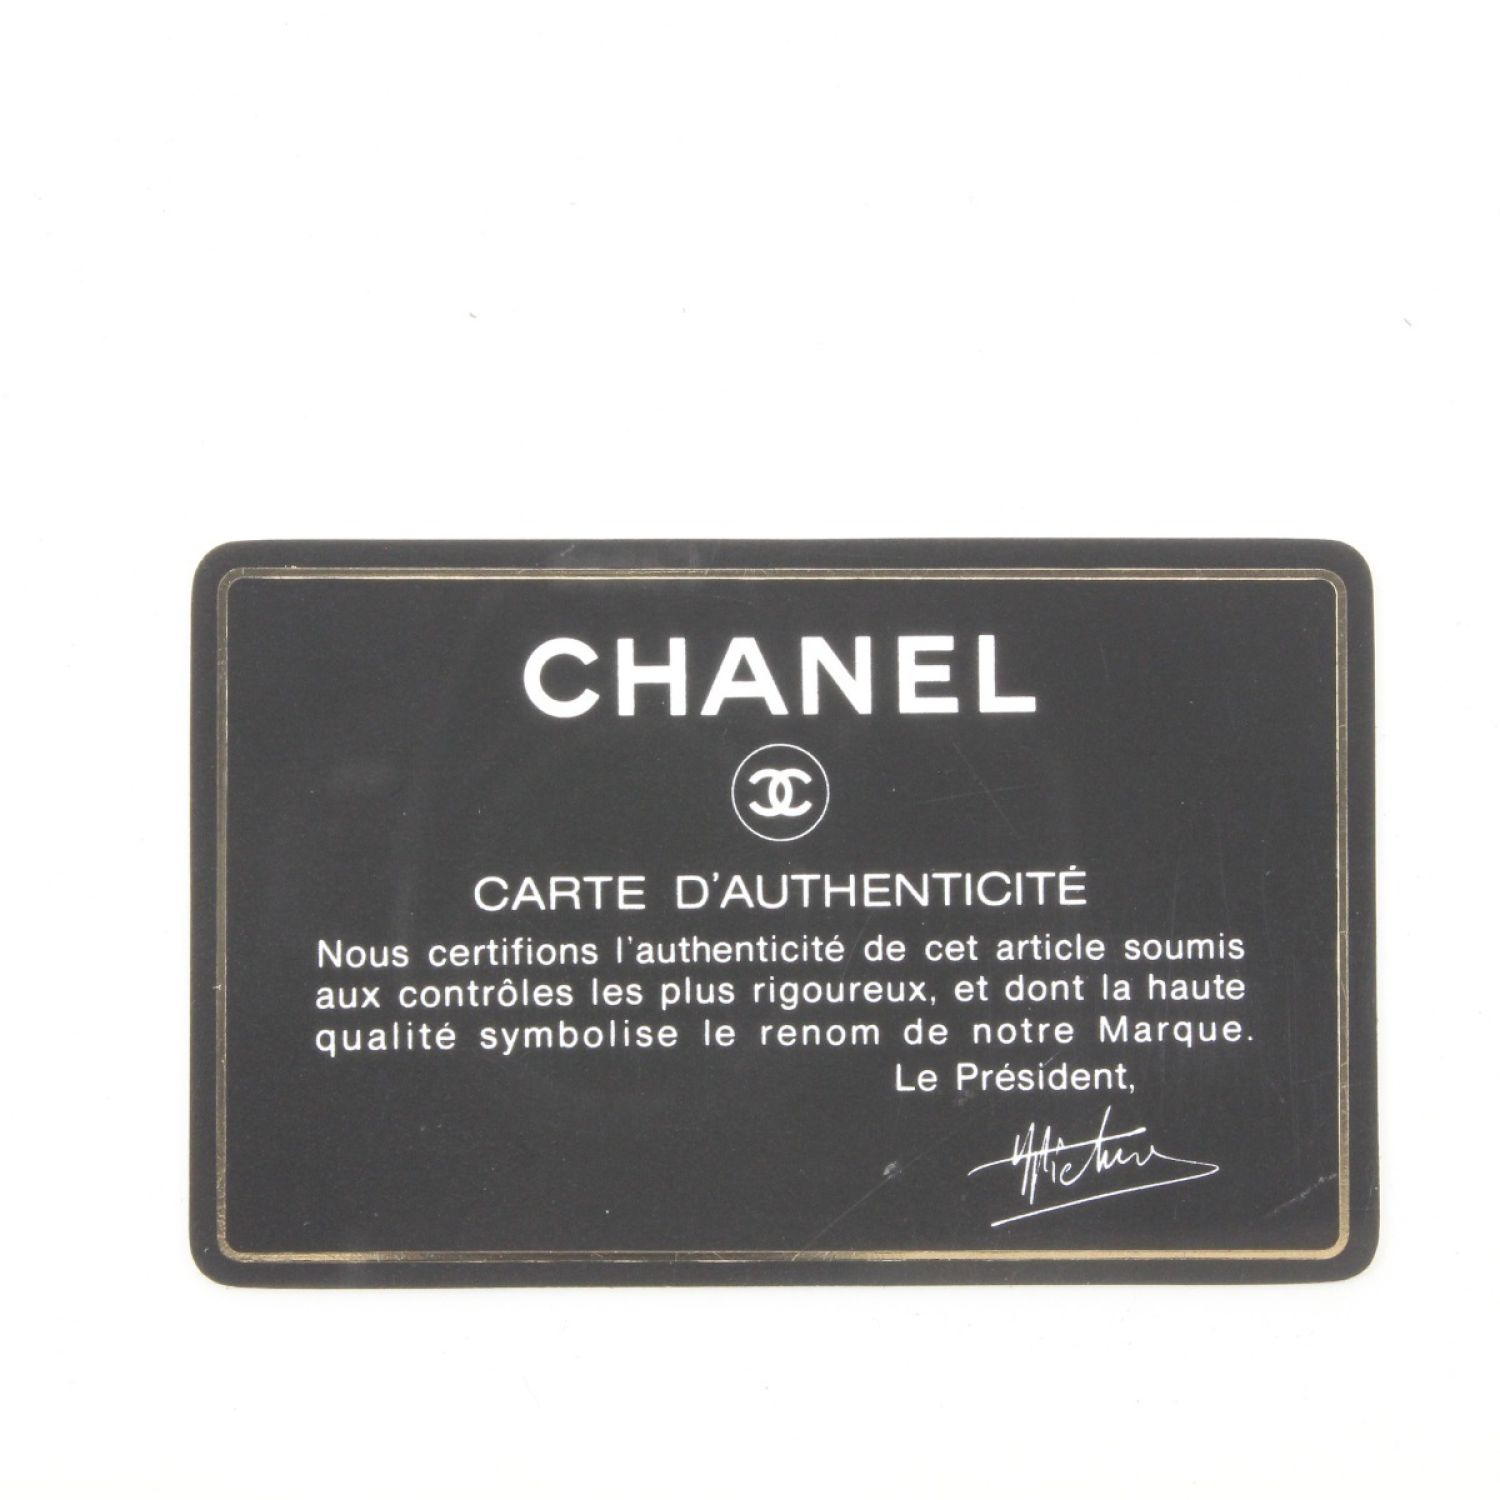 CHANEL
CARTE D'AUTHENTICITÉ
Nous certifions l'authenticité de cet article soumis
aux contrôles les plus rigoureux, et dont la haute
qualité symbolise le renom de notre Marque.
Le Président,